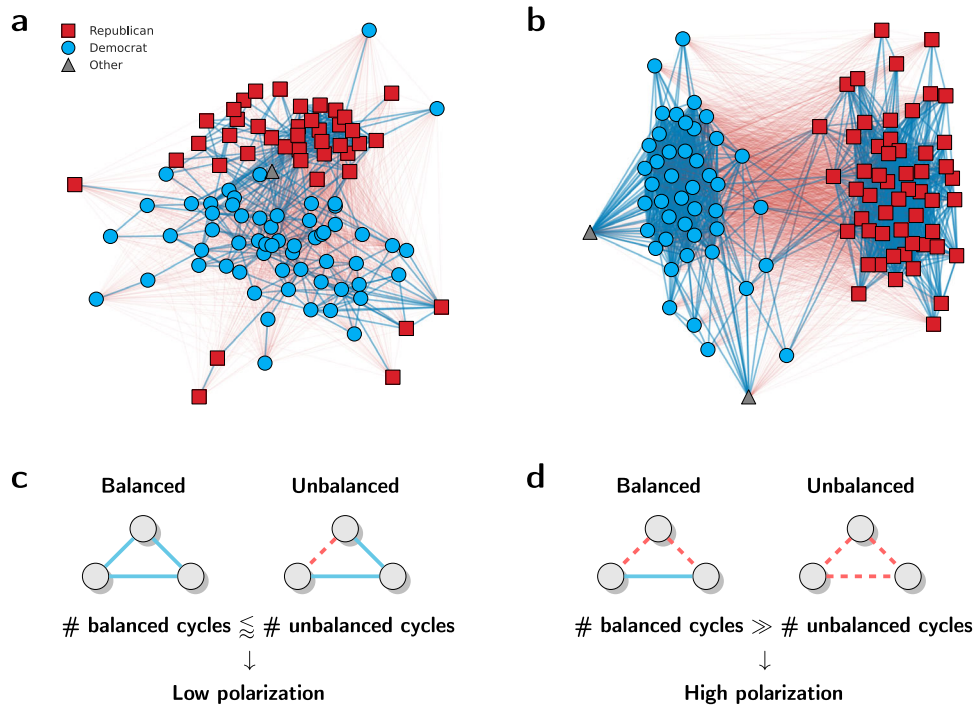 a
Republican
Democrat
Other
b
c
Balanced
Unbalanced
# balanced cycles ⪅ # unbalanced cycles
↓
Low polarization
d
Balanced
Unbalanced
# balanced cycles ≫ # unbalanced cycles
↓
High polarization